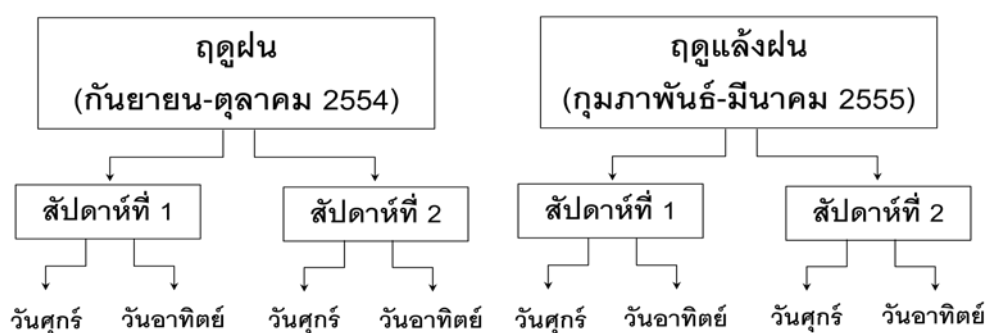 ฤดูฝน
(กันยายน-ตุลาคม 2554)
ฤดูแล้งฝน
(กุมภาพันธ์-มีนาคม 2555)
สัปดาห์ที่ 1
สัปดาห์ที่ 2
สัปดาห์ที่ 1
สัปดาห์ที่ 2
วันศุกร์
วันอาทิตย์
วันศุกร์
วันอาทิตย์
วันศุกร์
วันอาทิตย์
วันศุกร์
วันอาทิตย์